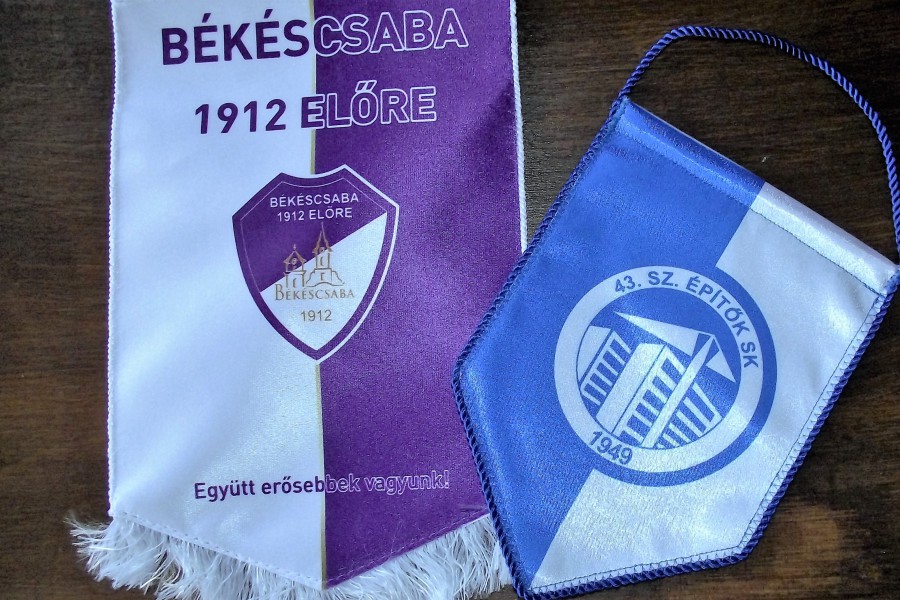 BÉKÉSCSABA
1912 ELŐRE
BÉKÉSCSABA
1912 ELŐRE
BÉKÉSCSABA
1912
Együtt erősebbek vagyunk!
43. SZ. ÉPÍTŐK SK
1949